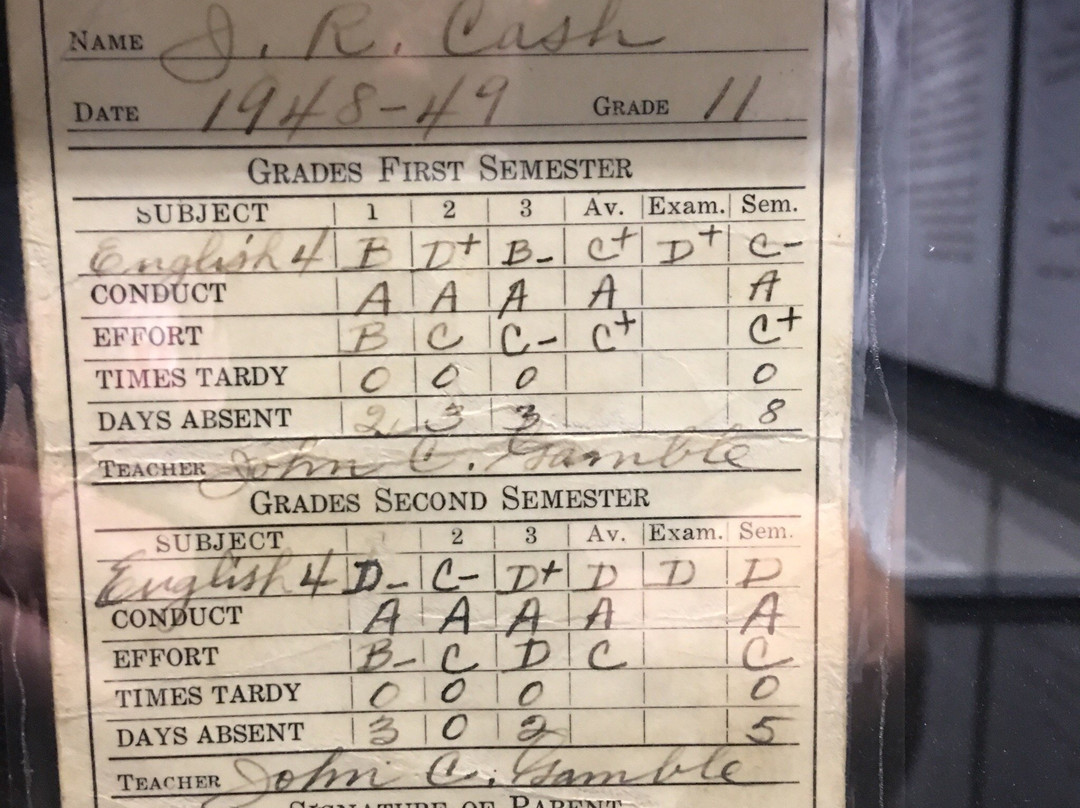 NAME J. R. Cash
DATE 1948-49 GRADE 11
GRADES FIRST SEMESTER
SUBJECT 1 2 3 Av. Exam. Sem.
English 4 B D+ B- C+ D+ C-
CONDUCT A A A A A
EFFORT B C C- C+ C+
TIMES TARDY 0 0 0 0
DAYS ABSENT 2 3 3 8
TEACHER John C. Gamble
GRADES SECOND SEMESTER
SUBJECT 2 3 Av. Exam. Sem.
English 4 D- C- D+ D D D
CONDUCT A A A A A
EFFORT B- C D C C
TIMES TARDY 0 0 0 0
DAYS ABSENT 3 0 2 5
TEACHER John C. Gamble
SIGNATURE OF PARENT